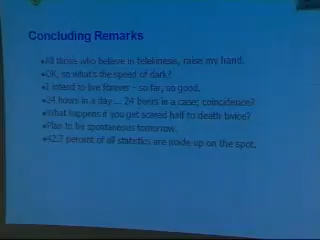 Concluding Remarks
•All those who believe in telekinesis, raise my hand.
•OK, so what's the speed of dark?
•I intend to live forever - so far, so good.
•24 hours in a day ... 24 beers in a case; coincidence?
•What happens if you get scared half to death twice?
•Plan to be spontaneous tomorrow.
•42.7 percent of all statistics are made up on the spot.